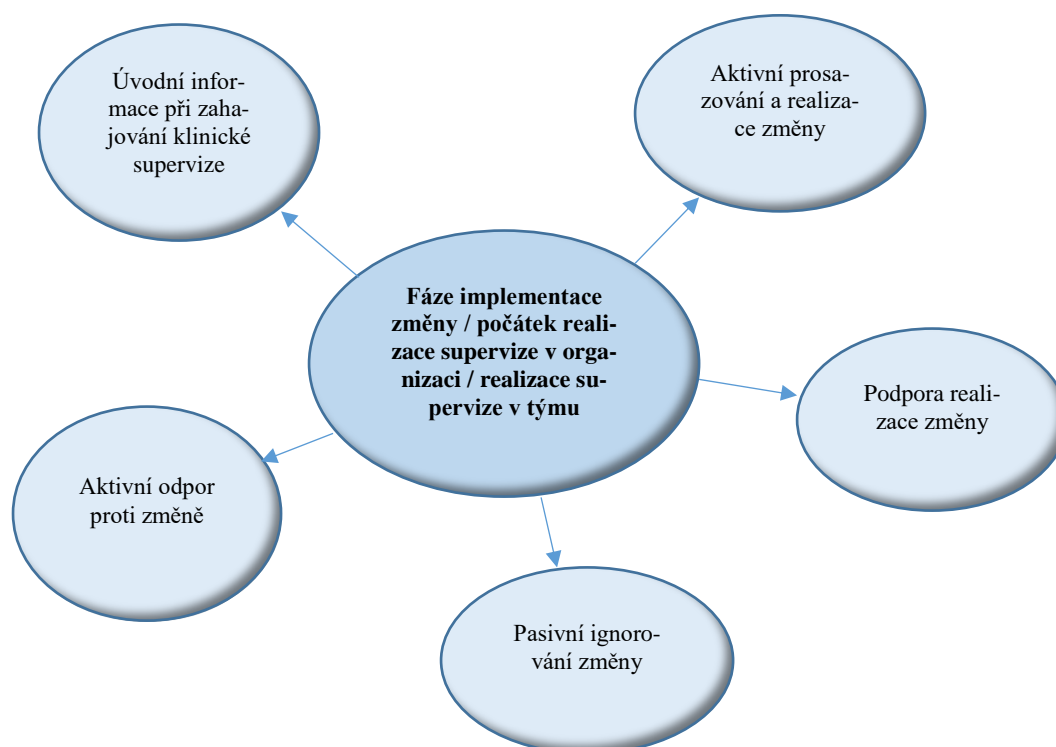 Úvodní infor-
mace při zaha-
jování klinické
supervize
Aktivní prosa-
zování a realiza-
ce změny
Fáze implementace
změny / počátek reali-
zace supervize v orga-
nizaci / realizace su-
pervize v týmu
Podpora reali-
zace změny
Aktivní odpor
proti změně
Pasivní ignoro-
vání změny